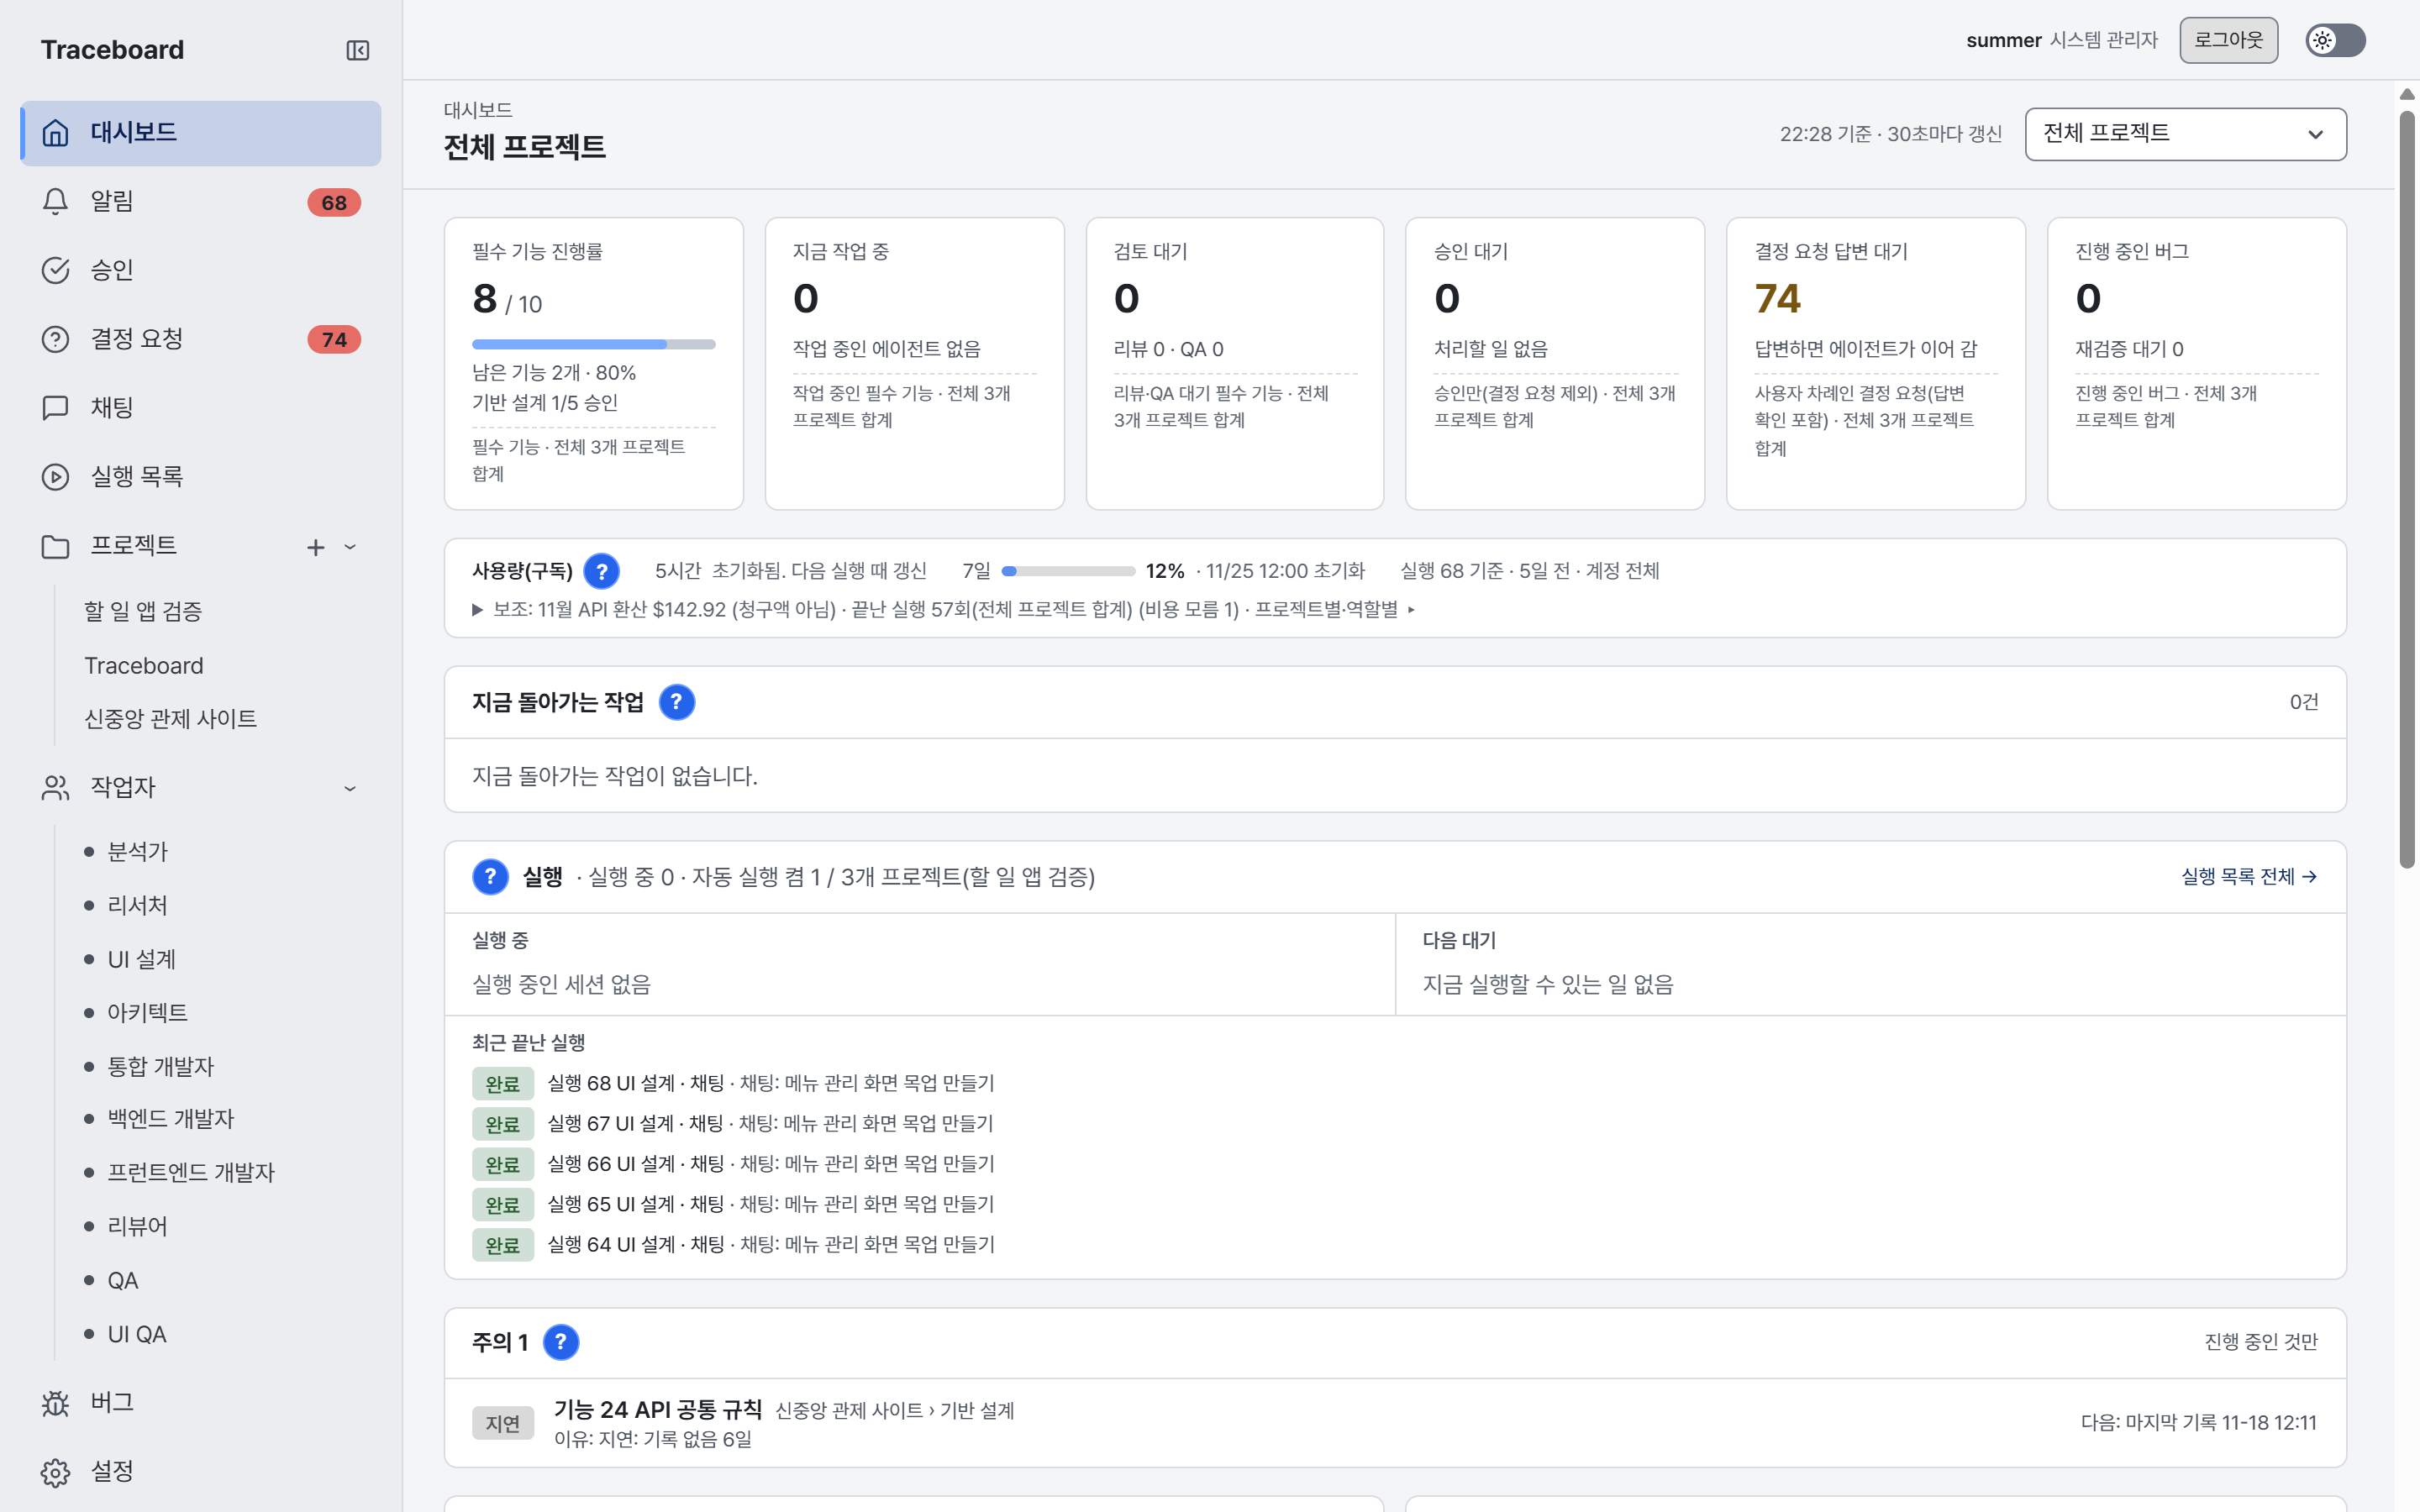 Traceboard
대시보드
알림 68
승인
결정 요청 74
채팅
실행 목록
프로젝트
할 일 앱 검증
Traceboard
신중앙 관제 사이트
작업자
분석가
리서처
UI 설계
아키텍트
통합 개발자
백엔드 개발자
프런트엔드 개발자
리뷰어
QA
UI QA
버그
설정
summer 시스템 관리자 로그아웃
대시보드
전체 프로젝트
22:28 기준 · 30초마다 갱신 전체 프로젝트
필수 기능 진행률
8 / 10
남은 기능 2개 · 80%
기반 설계 1/5 승인
필수 기능 · 전체 3개 프로젝트
합계
지금 작업 중
0
작업 중인 에이전트 없음
작업 중인 필수 기능 · 전체 3개
프로젝트 합계
검토 대기
0
리뷰 0 · QA 0
리뷰·QA 대기 필수 기능 · 전체
3개 프로젝트 합계
승인 대기
0
처리할 일 없음
승인만(결정 요청 제외) · 전체 3개
프로젝트 합계
결정 요청 답변 대기
74
답변하면 에이전트가 이어 감
사용자 차례인 결정 요청(답변
확인 포함) · 전체 3개 프로젝트
합계
진행 중인 버그
0
재검증 대기 0
진행 중인 버그 · 전체 3개
프로젝트 합계
사용량(구독) ? 5시간 초기화됨. 다음 실행 때 갱신 7일 12% · 11/25 12:00 초기화 실행 68 기준 · 5일 전 · 계정 전체
▶ 보조: 11월 API 환산 $142.92 (청구액 아님) · 끝난 실행 57회(전체 프로젝트 합계) (비용 모름 1) · 프로젝트별·역할별 ▸
지금 돌아가는 작업 ? 0건
지금 돌아가는 작업이 없습니다.
? 실행 · 실행 중 0 · 자동 실행 켬 1 / 3개 프로젝트(할 일 앱 검증) 실행 목록 전체 →
실행 중
실행 중인 세션 없음
다음 대기
지금 실행할 수 있는 일 없음
최근 끝난 실행
완료 실행 68 UI 설계 · 채팅 · 채팅: 메뉴 관리 화면 목업 만들기
완료 실행 67 UI 설계 · 채팅 · 채팅: 메뉴 관리 화면 목업 만들기
완료 실행 66 UI 설계 · 채팅 · 채팅: 메뉴 관리 화면 목업 만들기
완료 실행 65 UI 설계 · 채팅 · 채팅: 메뉴 관리 화면 목업 만들기
완료 실행 64 UI 설계 · 채팅 · 채팅: 메뉴 관리 화면 목업 만들기
주의 1 ? 진행 중인 것만
지연 기능 24 API 공통 규칙 신중앙 관제 사이트 › 기반 설계
이유: 지연: 기록 없음 6일
다음: 마지막 기록 11-18 12:11